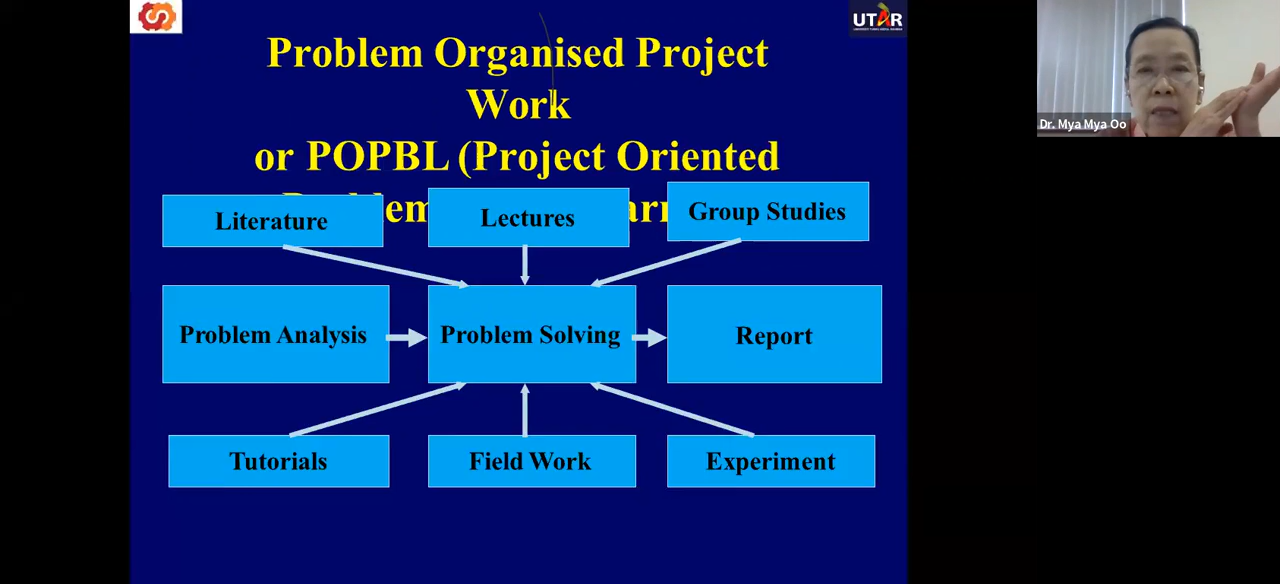 UTAR
Problem Organised Project
Work
or POPBL (Project Oriented
Dr. Mya Mya Oo
Literature
Lectures
Group Studies
Problem Analysis
Problem Solving
Report
Tutorials
Field Work
Experiment